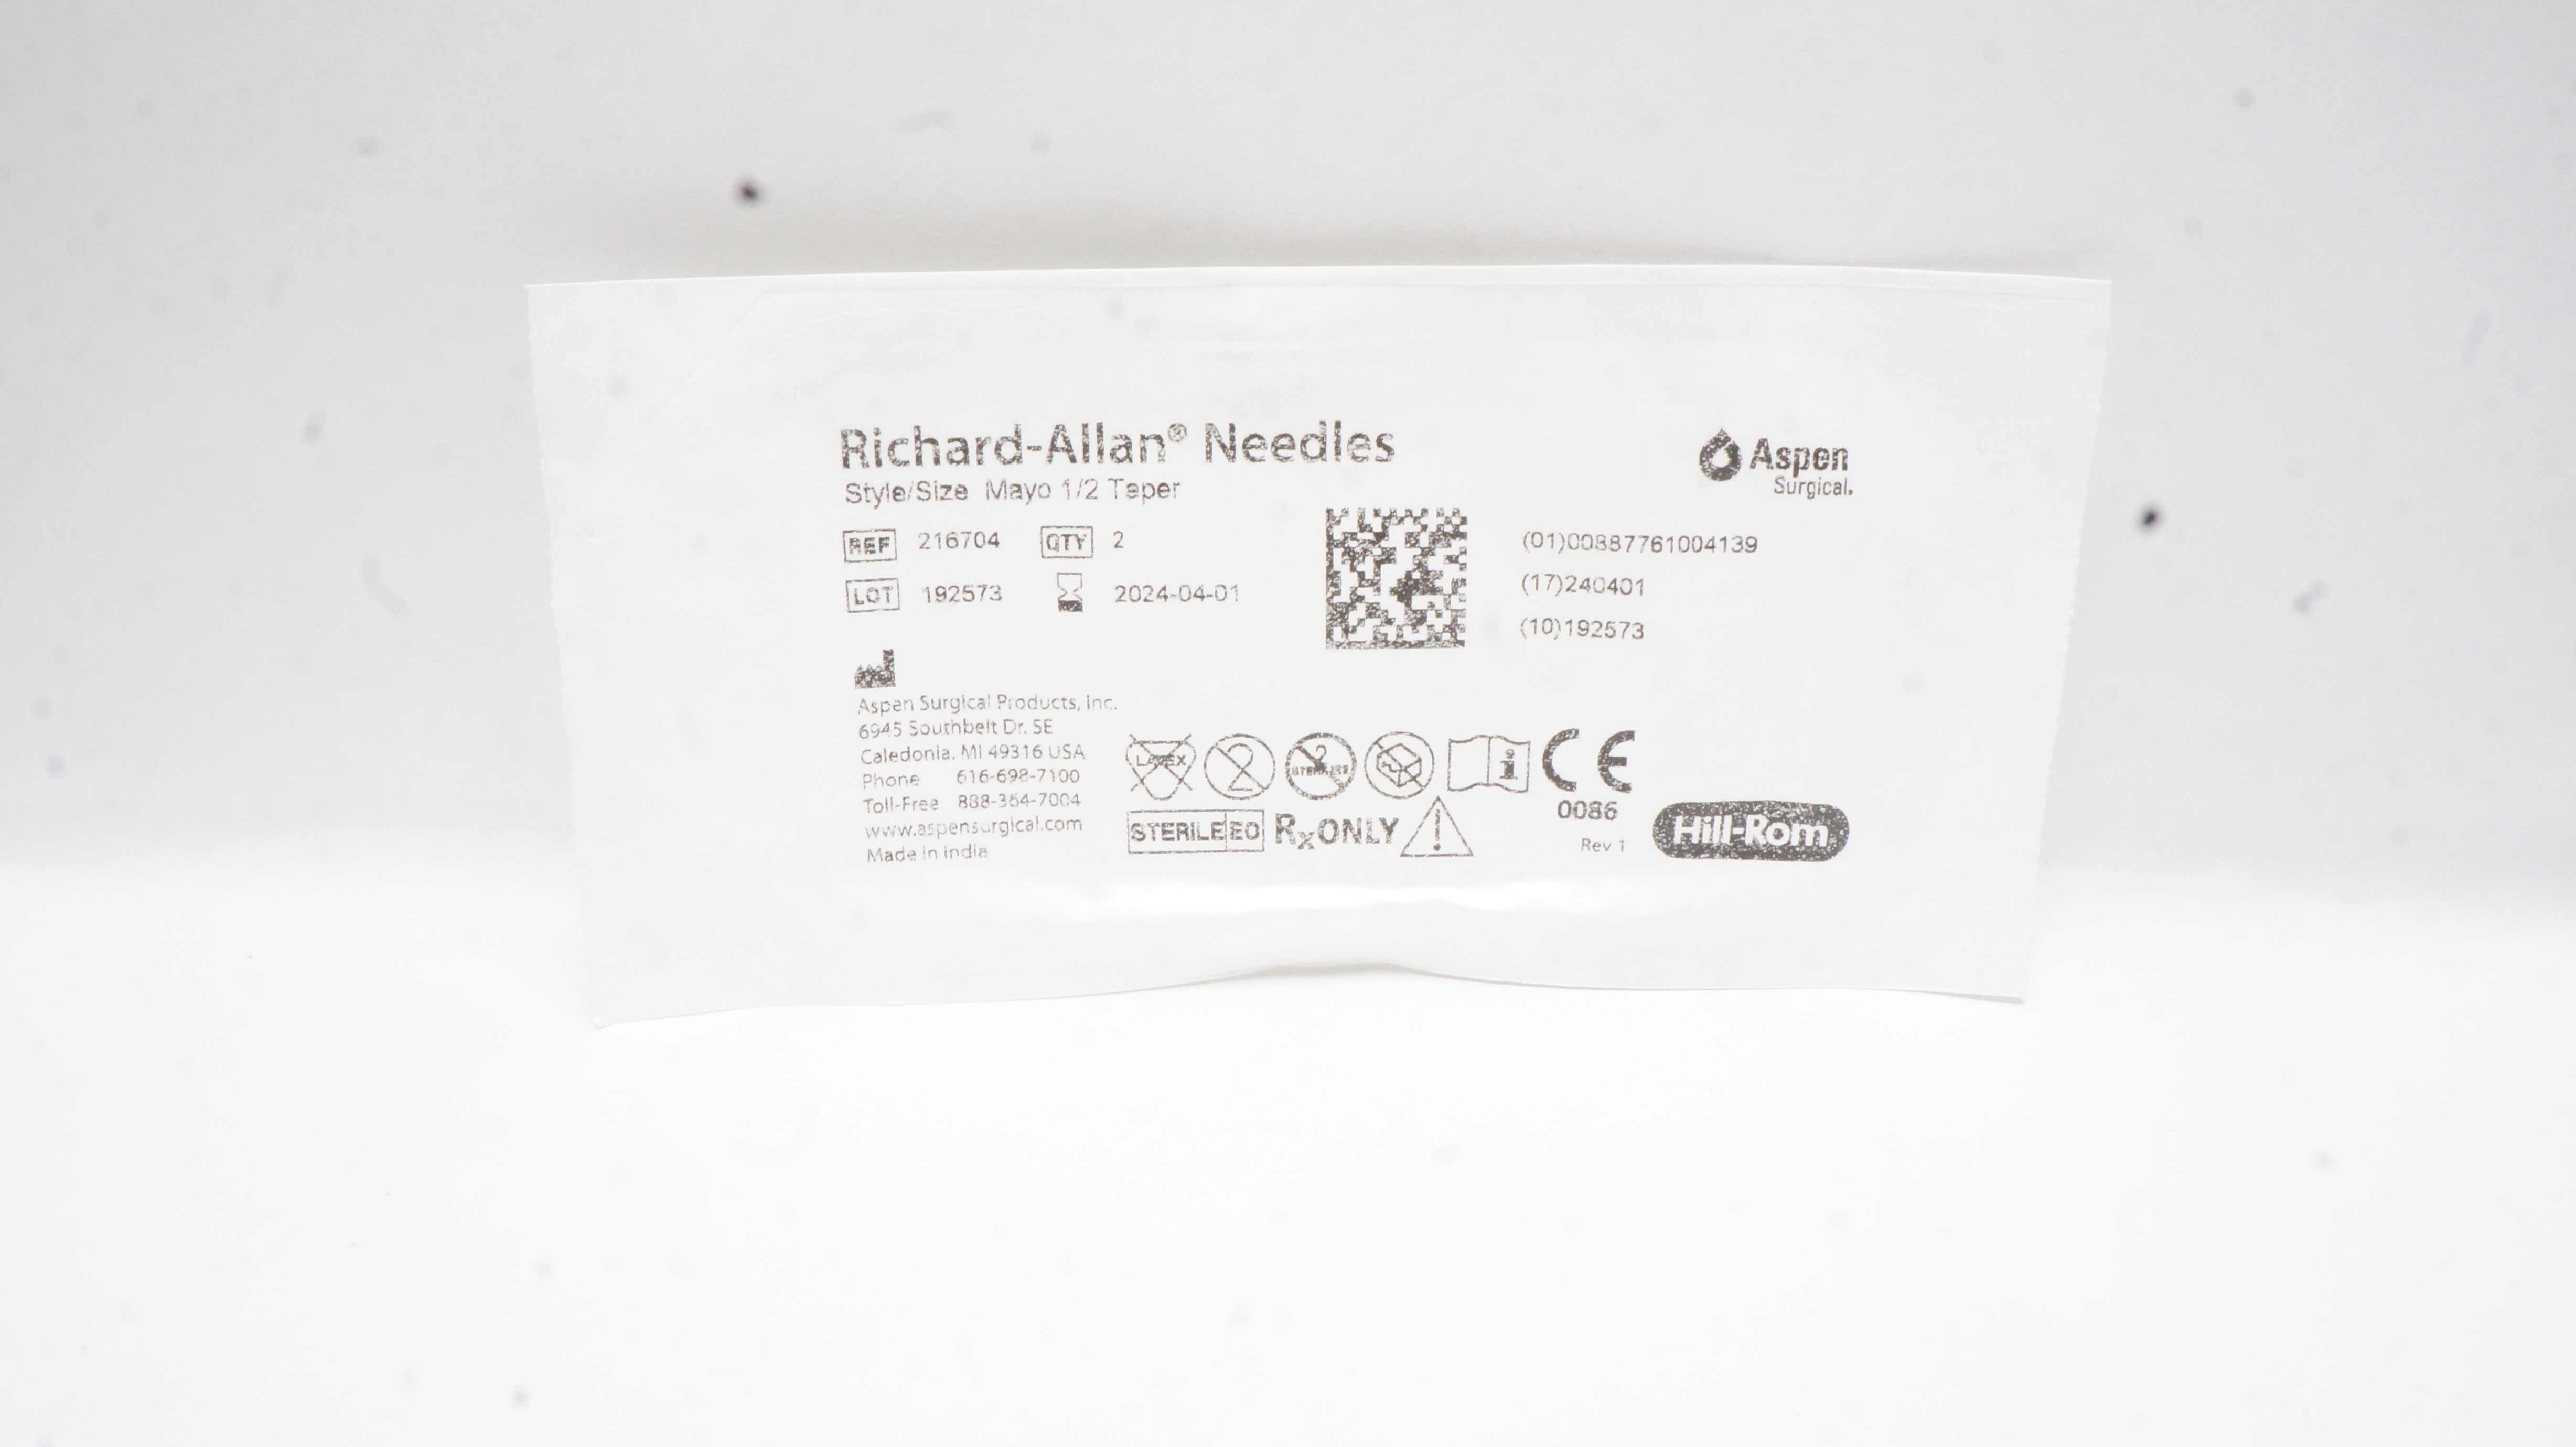 Richard-Allan® Needles
Style/Size Mayo 1/2 Taper
Aspen
Surgical.
REF 216704 QTY 2
LOT 192573 2024-04-01
(01)00887761004139
(17)240401
(10)192573
Aspen Surgical Products, Inc.
6945 Southbelt Dr. SE
Caledonia, MI 49316 USA
Phone 616-698-7100
Toll-Free 888-364-7004
www.aspensurgical.com
Made in India
LATEX
2
2
STERILIZE
CE
0086
STERILE EO RxONLY
Rev 1
Hill-Rom